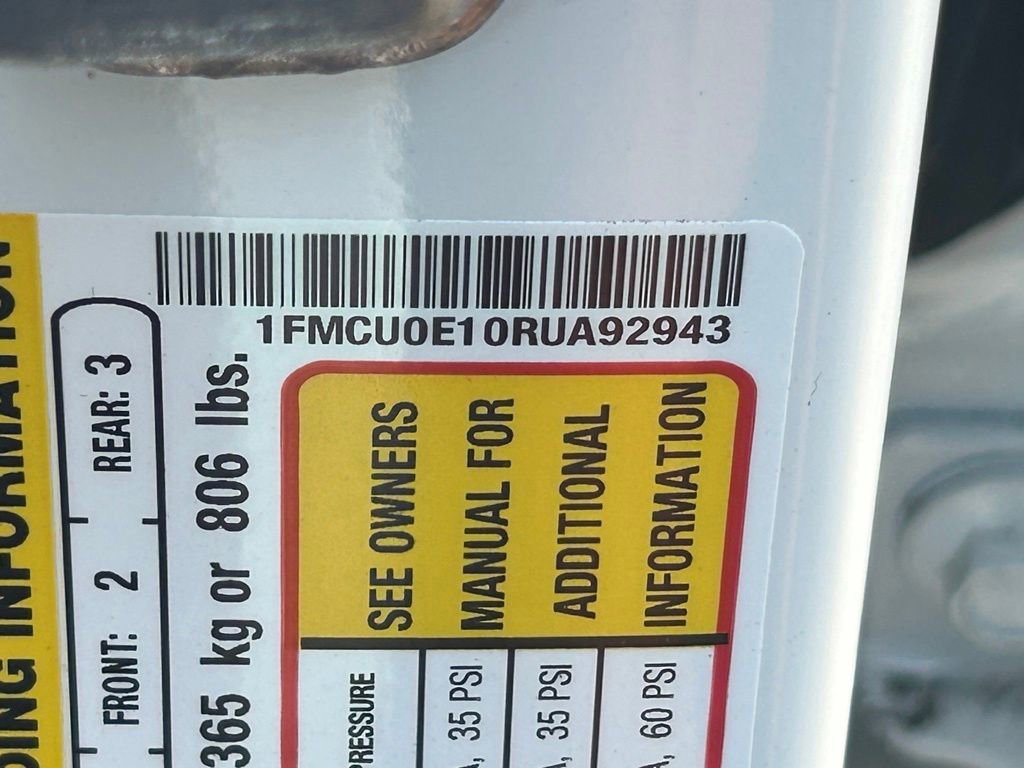 1FMCU0E10RUA92943
DING INFORMATION
FRONT: 2 REAR: 3
365 kg or 806 lbs.
SEE OWNERS
MANUAL FOR
ADDITIONAL
INFORMATION
PRESSURE
35 PSI
35 PSI
60 PSI